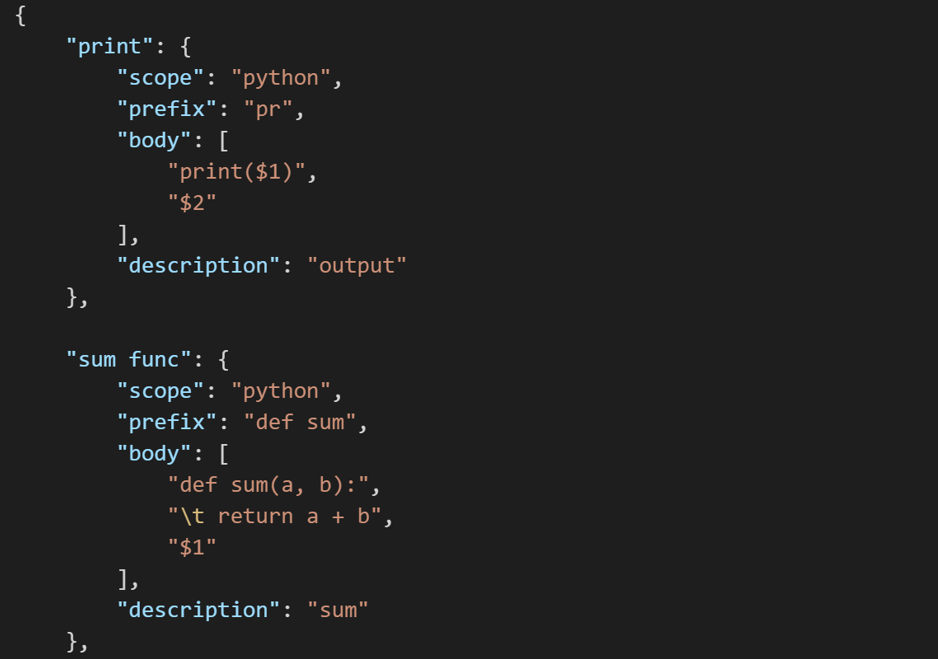 {
    "print": {
        "scope": "python",
        "prefix": "pr",
        "body": [
            "print($1)",
            "$2"
        ],
        "description": "output"
    },

    "sum func": {
        "scope": "python",
        "prefix": "def sum",
        "body": [
            "def sum(a, b):",
            "\t return a + b",
            "$1"
        ],
        "description": "sum"
    },